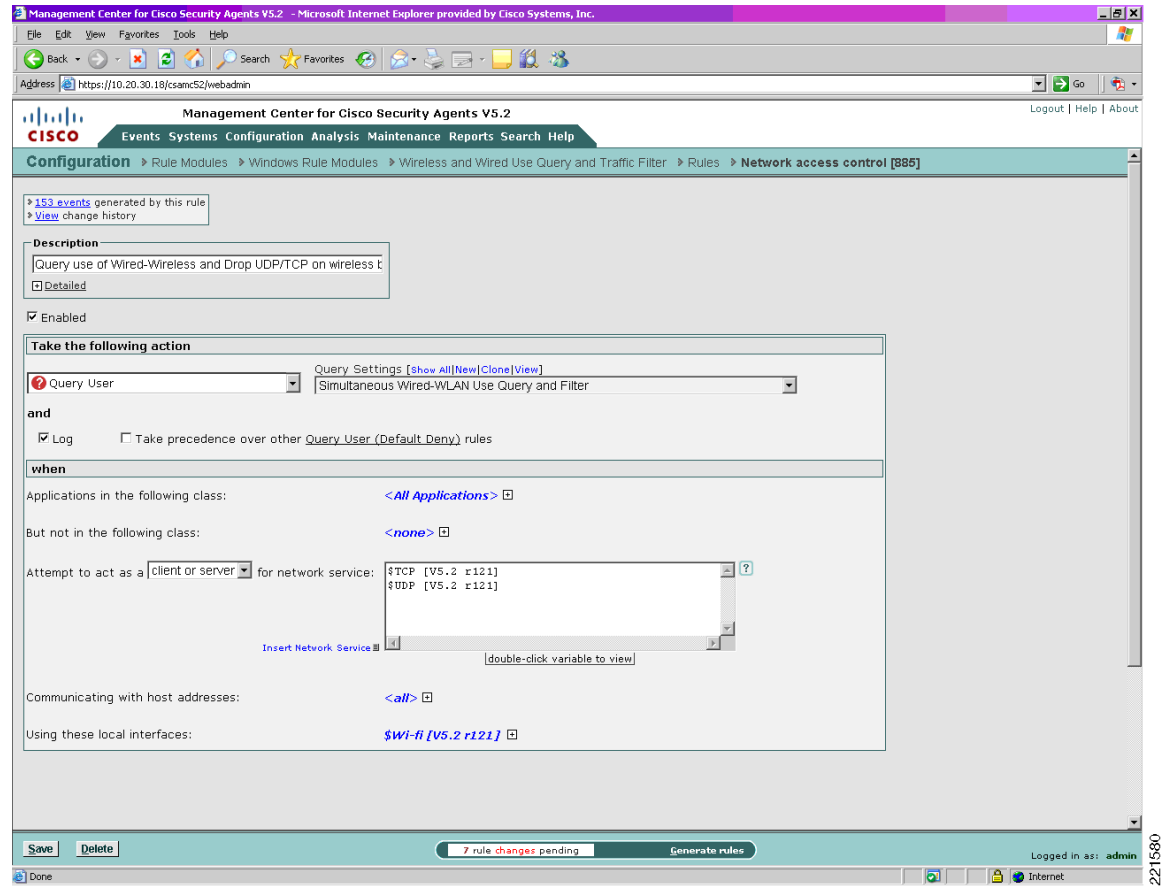 Management Center for Cisco Security Agents V5.2 - Microsoft Internet Explorer provided by Cisco Systems, Inc.
File Edit View Favorites Tools Help
Back Search Favorites
Address https://10.20.30.18/csamc52/webadmin Go
Management Center for Cisco Security Agents V5.2 Logout | Help | About
CISCO Events Systems Configuration Analysis Maintenance Reports Search Help
Configuration Rule Modules Windows Rule Modules Wireless and Wired Use Query and Traffic Filter Rules Network access control [885]
153 events generated by this rule
View change history
Description
Query use of Wired-Wireless and Drop UDP/TCP on wireless b
Detailed
Enabled
Take the following action
Query Settings [Show All|New|Clone|View]
Query User Simultaneous Wired-WLAN Use Query and Filter
and
Log Take precedence over other Query User (Default Deny) rules
when
Applications in the following class: <All Applications>
But not in the following class: <none>
Attempt to act as a client or server for network service: $TCP [V5.2 r121] ?
$UDP [V5.2 r121]
Insert Network Service
double-click variable to view
Communicating with host addresses: <all>
Using these local interfaces: $Wi-fi [V5.2 r121]
Save Delete 7 rule changes pending Generate rules
Logged in as: admin
Done Internet
221580